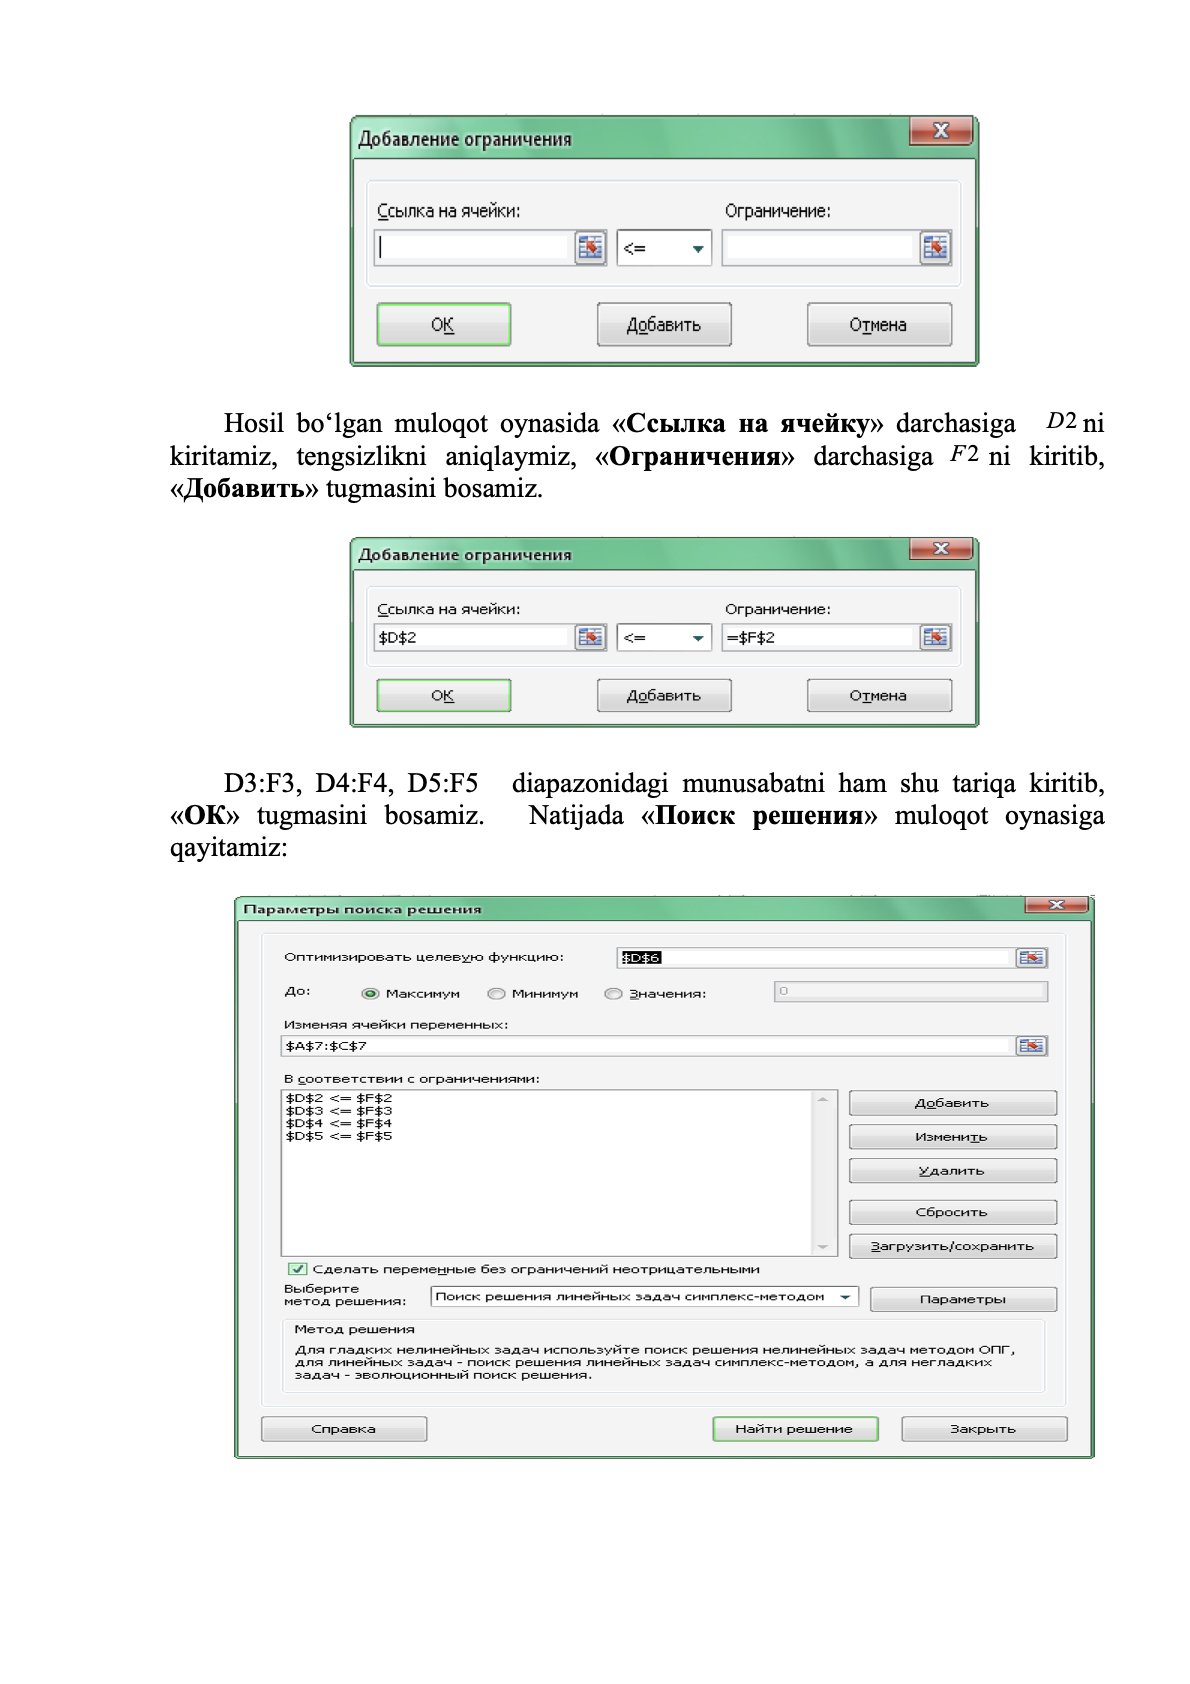 Добавление ограничения
Ссылка на ячейки:
Ограничение:
<=
ОК
Добавить
Отмена
Hosil bo‘lgan muloqot oynasida «Ссылка на ячейку» darchasiga D2 ni
kiritamiz, tengsizlikni aniqlaymiz, «Ограничения» darchasiga F2 ni kiritib,
«Добавить» tugmasini bosamiz.
Добавление ограничения
Ссылка на ячейки:
Ограничение:
$D$2
<=
=$F$2
ОК
Добавить
Отмена
D3:F3, D4:F4, D5:F5 diapazonidagi munusabatni ham shu tariqa kiritib,
«ОК» tugmasini bosamiz. Natijada «Поиск решения» muloqot oynasiga
qayitamiz:
Параметры поиска решения
Оптимизировать целевую функцию:
$D$6
До:
Максимум
Минимум
Значения:
0
Изменяя ячейки переменных:
$A$7:$C$7
В соответствии с ограничениями:
$D$2 <= $F$2
$D$3 <= $F$3
$D$4 <= $F$4
$D$5 <= $F$5
Добавить
Изменить
Удалить
Сбросить
Загрузить/сохранить
Сделать переменные без ограничений неотрицательными
Выберите
метод решения:
Поиск решения линейных задач симплекс-методом
Параметры
Метод решения
Для гладких нелинейных задач используйте поиск решения нелинейных задач методом ОПГ,
для линейных задач - поиск решения линейных задач симплекс-методом, а для негладких
задач - эволюционный поиск решения.
Справка
Найти решение
Закрыть